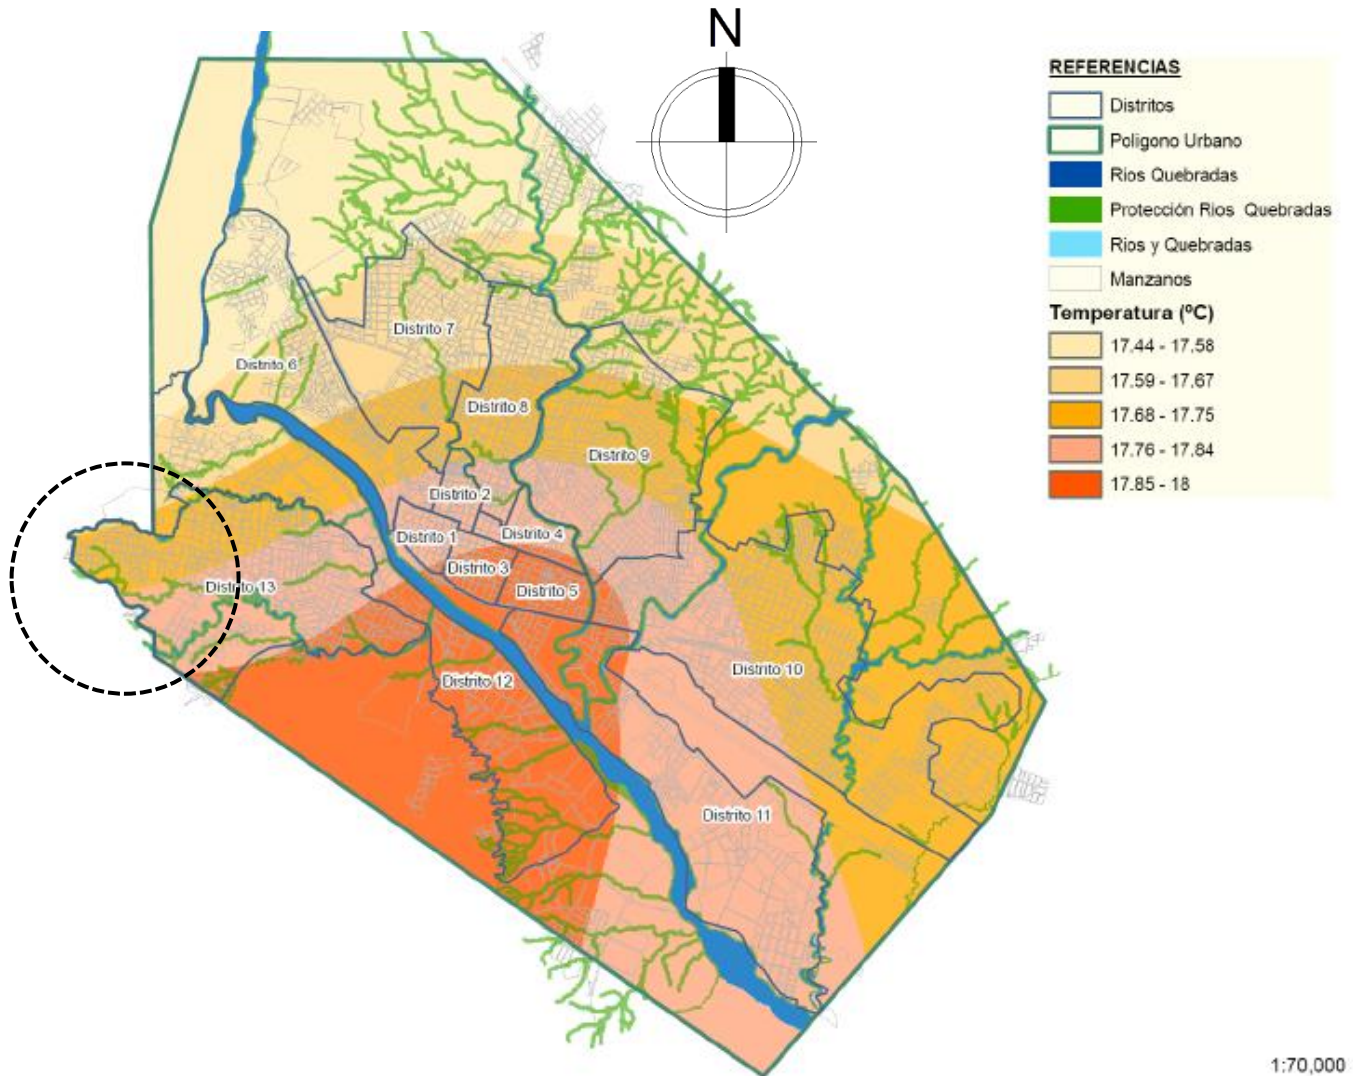 N
REFERENCIAS
Distritos
Poligono Urbano
Rios Quebradas
Protección Rios Quebradas
Rios y Quebradas
Manzanos
Temperatura (ºC)
17.44 - 17.58
17.59 - 17.67
17.68 - 17.75
17.76 - 17.84
17.85 - 18
Distrito 7
Distrito 6
Distrito 8
Distrito 9
Distrito 2
Distrito 1
Distrito 4
Distrito 3
Distrito 5
Distrito 13
Distrito 12
Distrito 10
Distrito 11
1:70,000